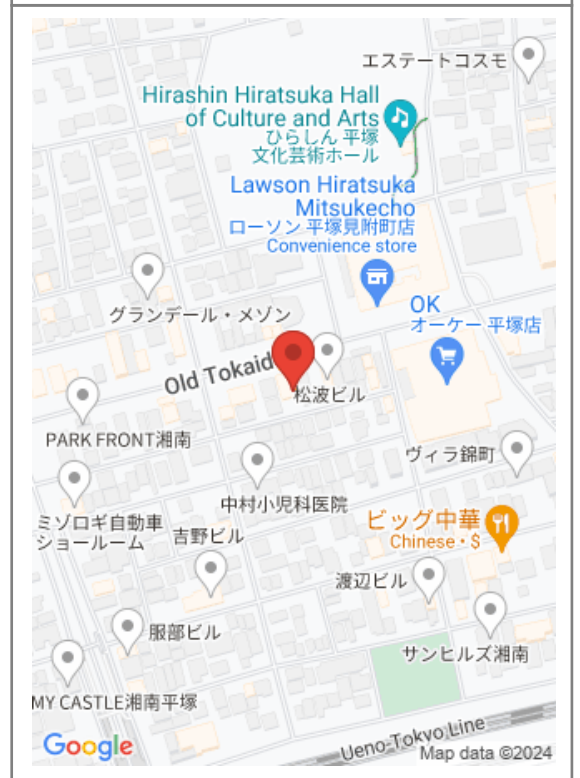 エステートコスモ
Hirashin Hiratsuka Hall
of Culture and Arts
ひらしん 平塚
文化芸術ホール
Lawson Hiratsuka
Mitsukecho
ローソン 平塚見附町店
Convenience store
グランデール・メゾン
OK
オーケー 平塚店
Old Tokaid
松波ビル
PARK FRONT湘南
ヴィラ錦町
中村小児科医院
ミゾロギ自動車
ショールーム
吉野ビル
ビッグ中華
Chinese・$
渡辺ビル
服部ビル
サンヒルズ湘南
MY CASTLE湘南平塚
Ueno-Tokyo Line
Google
Map data ©2024